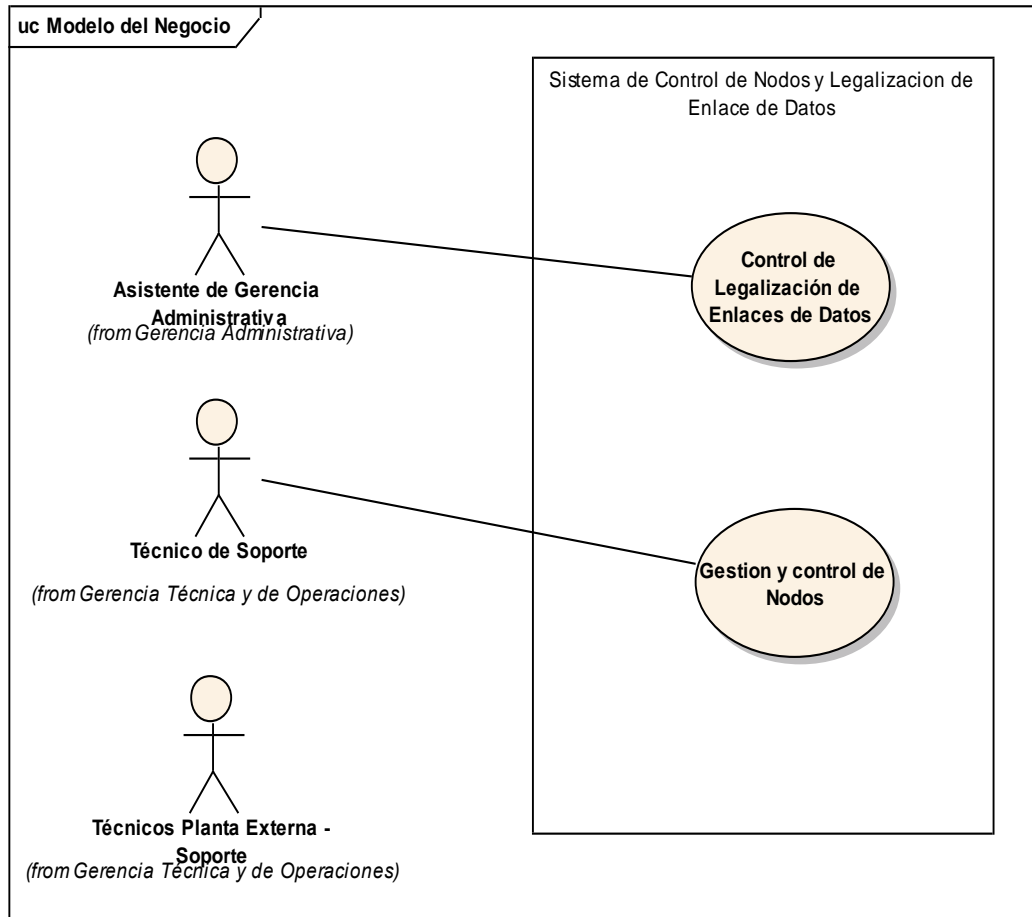 uc Modelo del Negocio
Sistema de Control de Nodos y Legalizacion de
Enlace de Datos
Asistente de Gerencia
Administrativa
(from Gerencia Administrativa)
Control de
Legalización de
Enlaces de Datos
Técnico de Soporte
(from Gerencia Técnica y de Operaciones)
Gestion y control de
Nodos
Técnicos Planta Externa -
Soporte
(from Gerencia Técnica y de Operaciones)